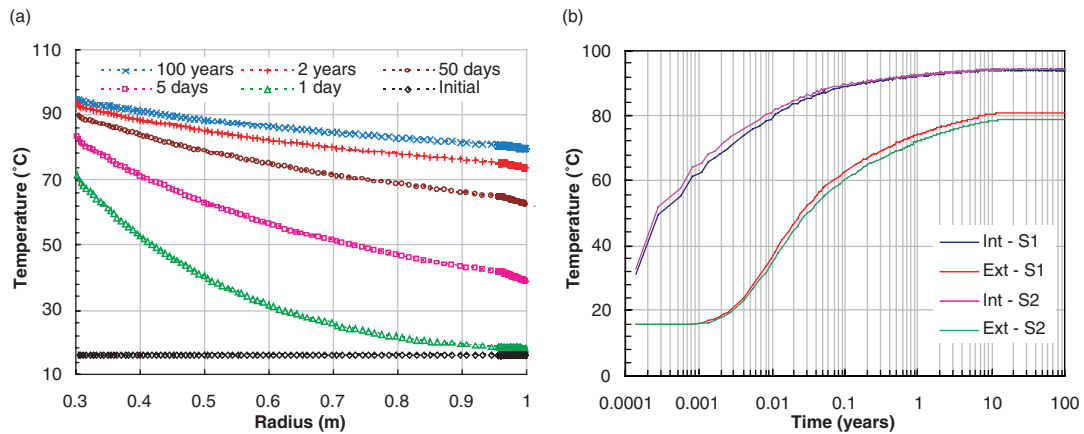 (a)
110
90
70
50
30
10
Temperature (°C)
100 years
2 years
50 days
5 days
1 day
Initial
0.3
0.4
0.5
0.6
0.7
0.8
0.9
1
Radius (m)
(b)
100
80
60
40
20
0
Temperature (°C)
Int - S1
Ext - S1
Int - S2
Ext - S2
0.0001
0.001
0.01
0.1
1
10
100
Time (years)